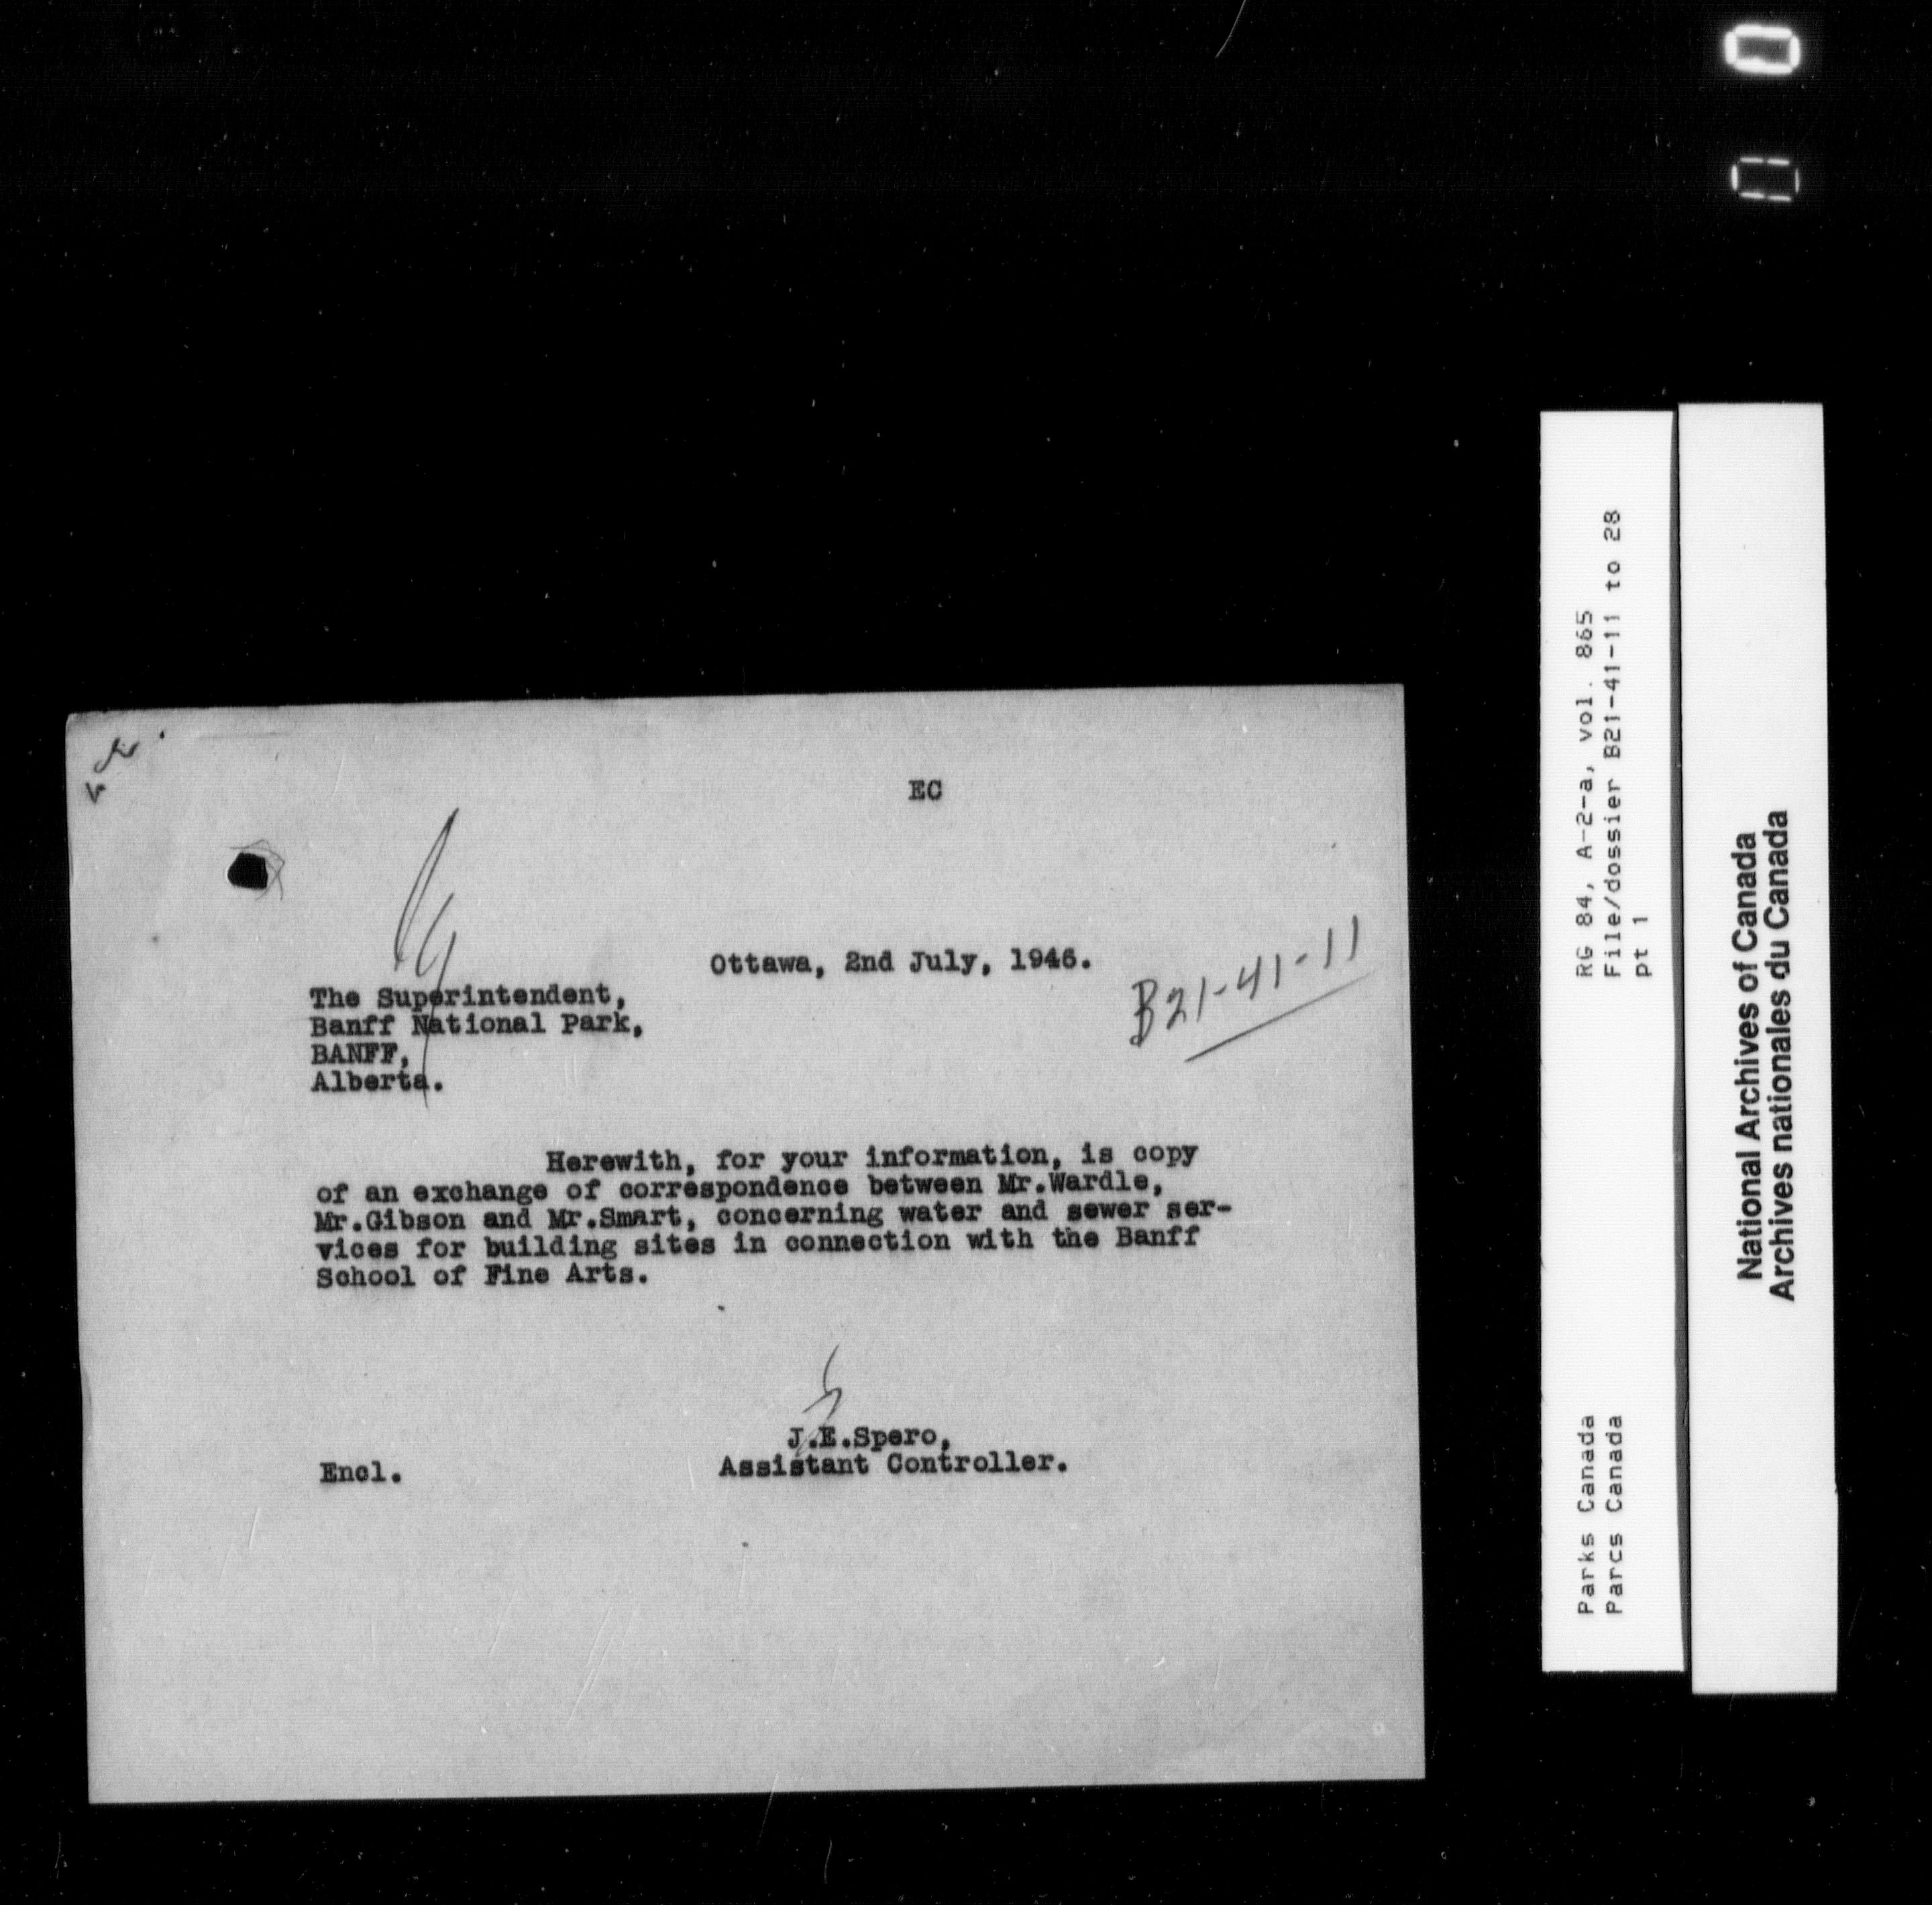 EC
Ottawa, 2nd July, 1946.
B21-41-11
The Superintendent,
Banff National Park,
BANFF,
Alberta.
Herewith, for your information, is copy
of an exchange of correspondence between Mr.Wardle,
Mr.Gibson and Mr.Smart, concerning water and sewer ser-
vices for building sites in connection with the Banff
School of Fine Arts.
J.E.Spero,
Assistant Controller.
Encl.
RG 84, A-2-a, vol. 865
File/dossier B21-41-11 to 28
pt 1
Parks Canada
Parcs Canada
National Archives of Canada
Archives nationales du Canada